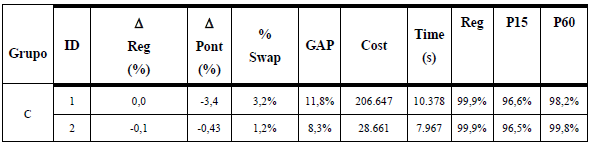 Grupo ID Δ Reg (%) Δ Pont (%) % Swap GAP Cost Time (s) Reg P15 P60
C 1 0,0 -3,4 3,2% 11,8% 206.647 10.378 99,9% 96,6% 98,2%
2 -0,1 -0,43 1,2% 8,3% 28.661 7.967 99,9% 96,5% 99,8%